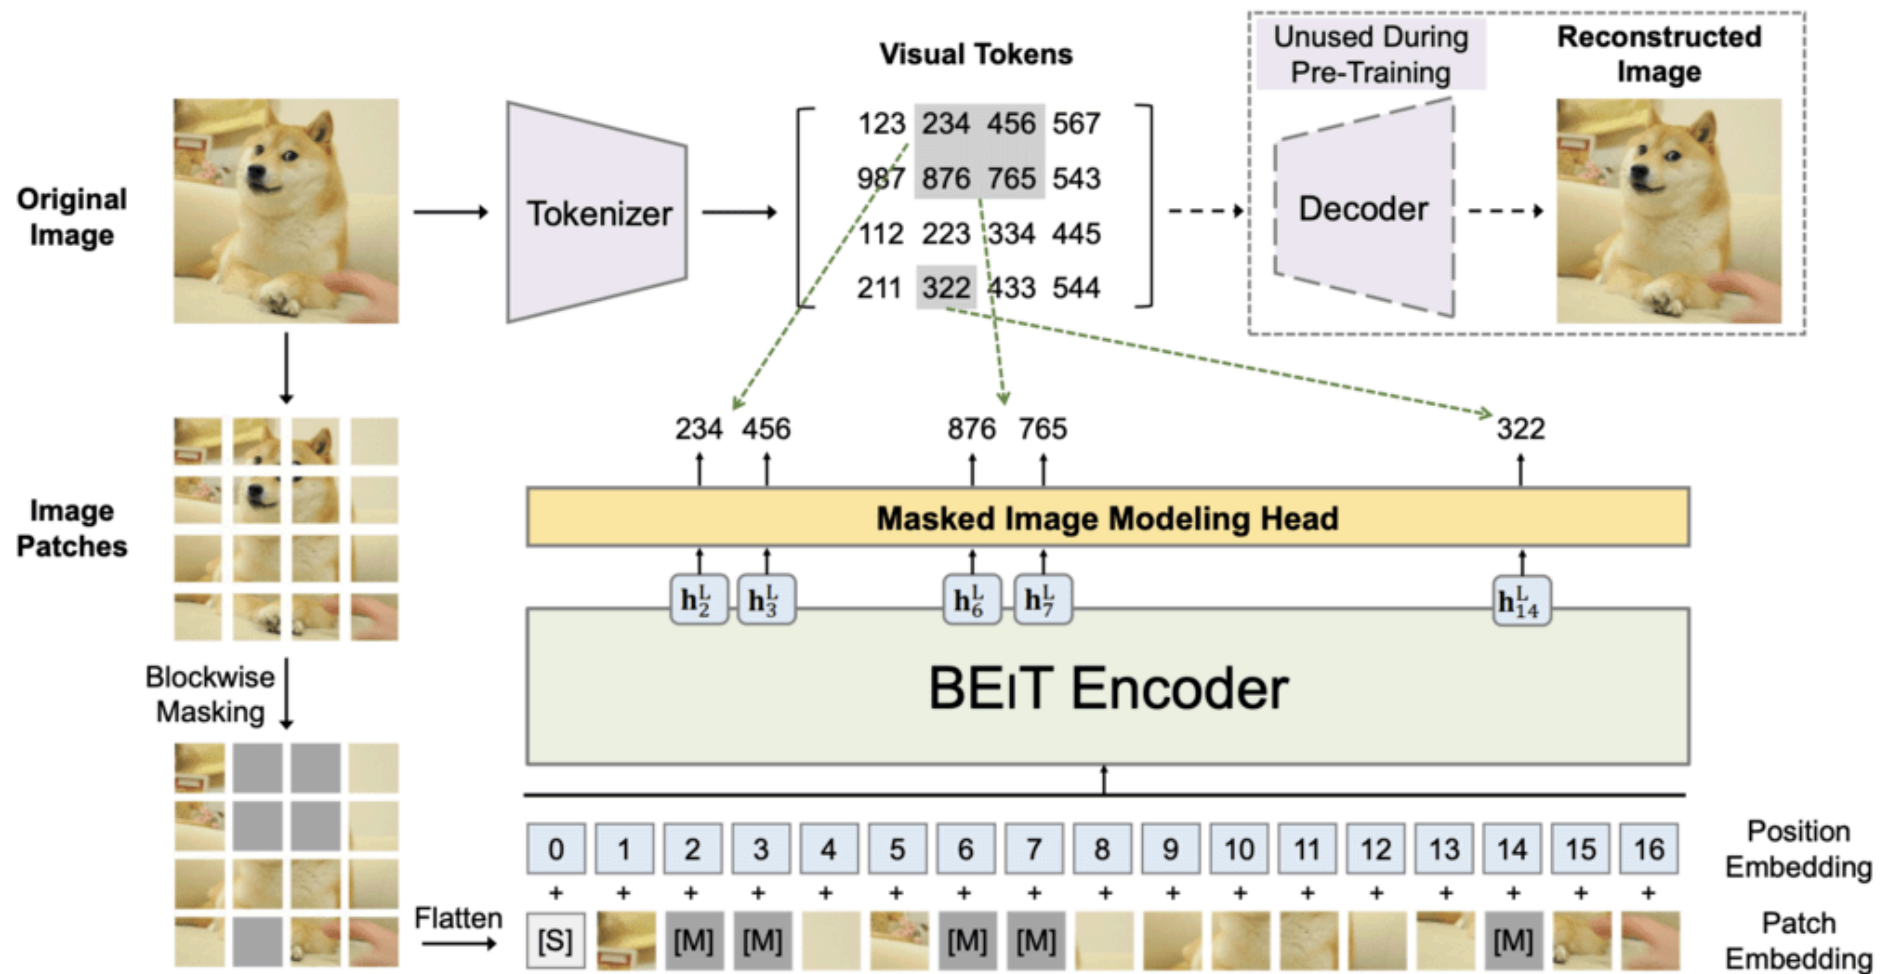 Visual Tokens
Unused During
Pre-Training
Reconstructed
Image
Original
Image
Tokenizer
123 234 456 567
987 876 765 543
112 223 334 445
211 322 433 544
Decoder
234 456 876 765 322
Image
Patches
Masked Image Modeling Head
h₂ᴸ h₃ᴸ h₆ᴸ h₇ᴸ h₁₄ᴸ
BEiT Encoder
Blockwise
Masking
0 1 2 3 4 5 6 7 8 9 10 11 12 13 14 15 16
Position
Embedding
+ + + + + + + + + + + + + + + + +
Flatten
[S] [M] [M] [M] [M] [M]
Patch
Embedding